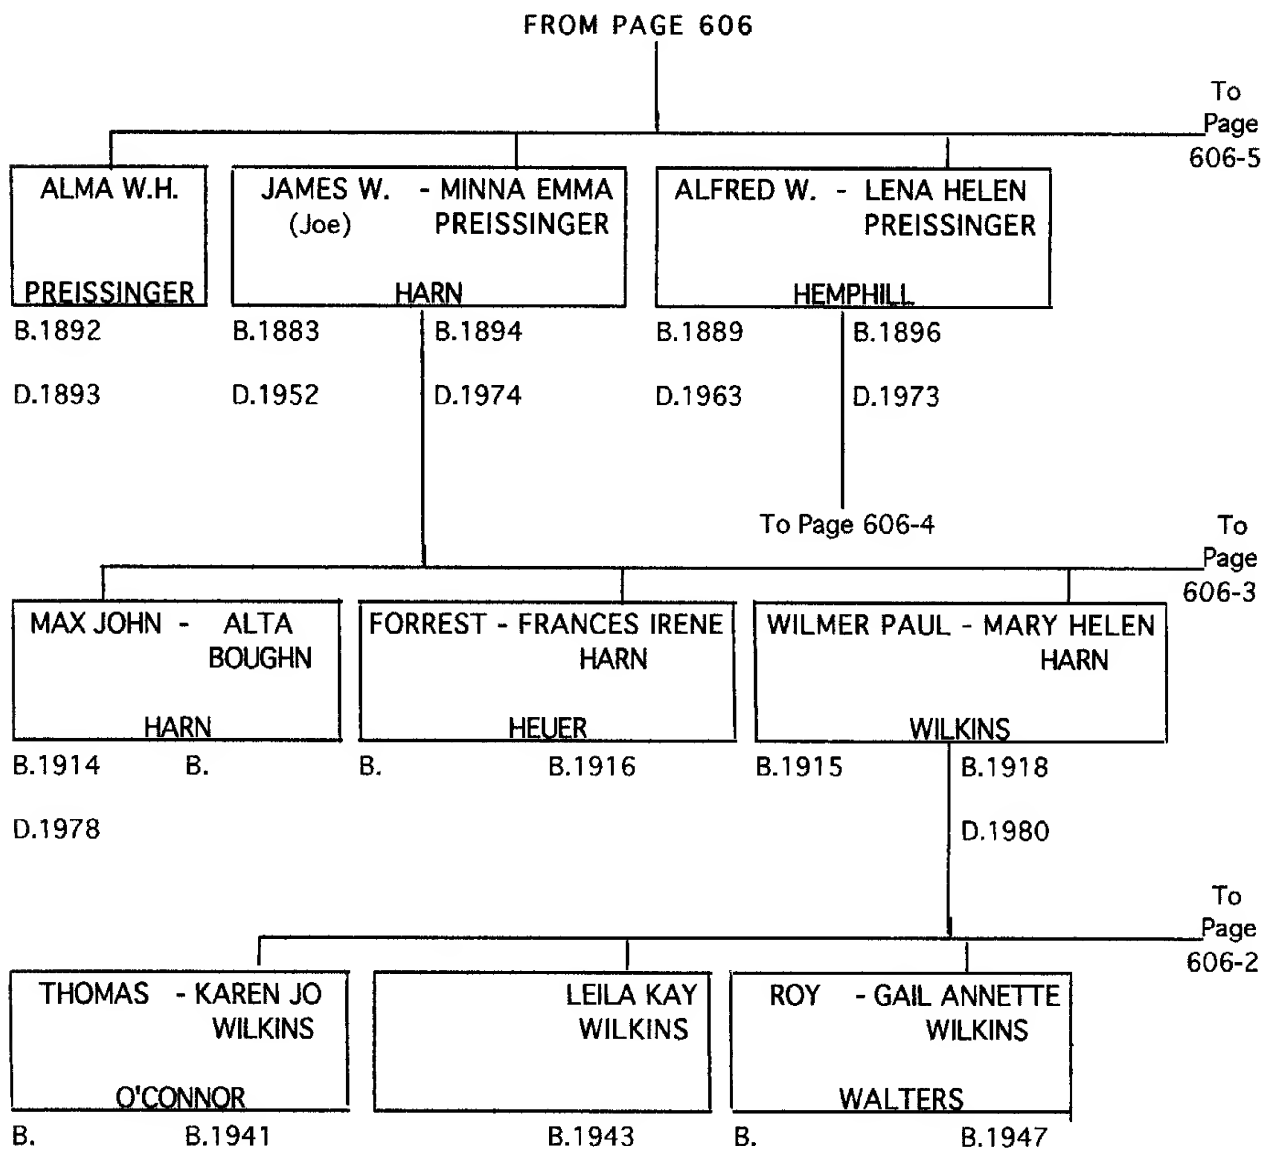 FROM PAGE 606
To
Page
606-5
ALMA W.H.
PREISSINGER
B.1892
D.1893
JAMES W. - MINNA EMMA
(Joe) PREISSINGER
HARN
B.1883 B.1894
D.1952 D.1974
ALFRED W. - LENA HELEN
PREISSINGER
HEMPHILL
B.1889 B.1896
D.1963 D.1973
To Page 606-4
To
Page
606-3
MAX JOHN - ALTA
BOUGHN
HARN
B.1914 B.
D.1978
FORREST - FRANCES IRENE
HARN
HEUER
B. B.1916
WILMER PAUL - MARY HELEN
HARN
WILKINS
B.1915 B.1918
D.1980
To
Page
606-2
THOMAS - KAREN JO
WILKINS
O'CONNOR
B. B.1941
LEILA KAY
WILKINS
B.1943
ROY - GAIL ANNETTE
WILKINS
WALTERS
B. B.1947